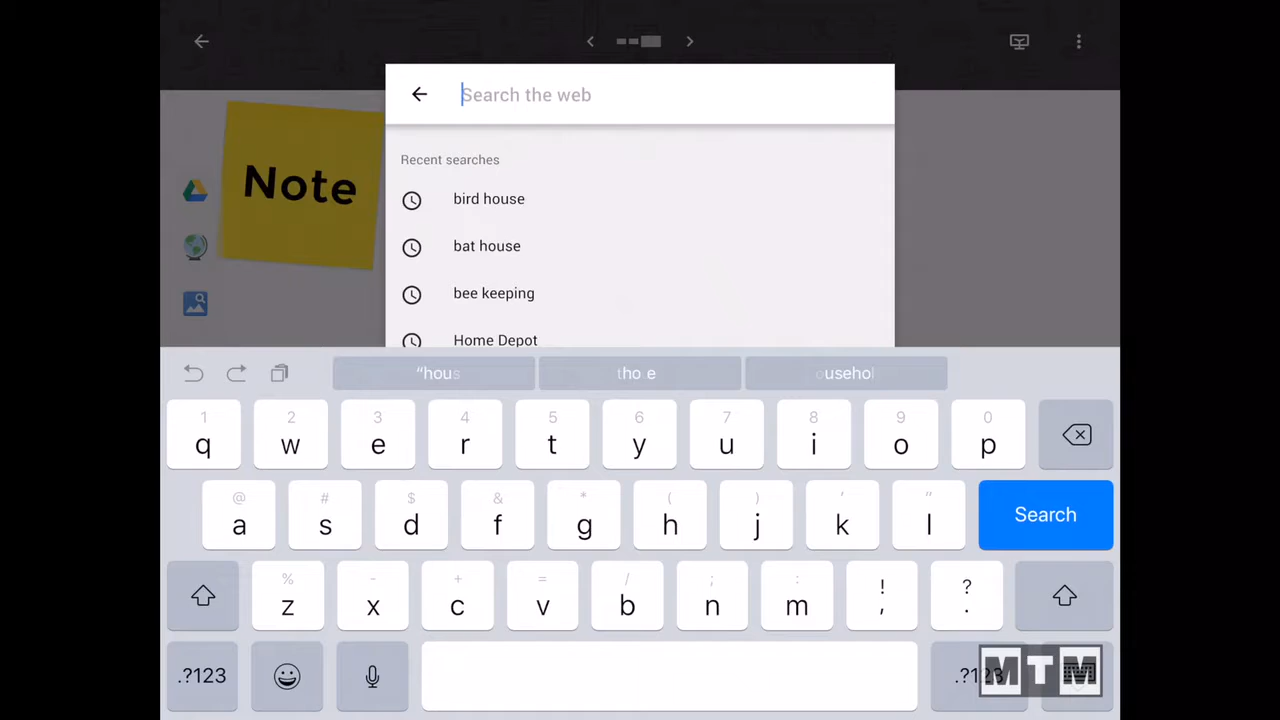 Search the web
Note
Recent searches
bird house
bat house
bee keeping
Home Depot
“hous tho e usehol
1 2 3 4 5 6 7 8 9 0
q w e r t y u i o p
@ # $ & * ( ) ' "
a s d f g h j k l Search
% - + = / ; : ! ?
z x c v b n m , .
.?123 .?123
MTM